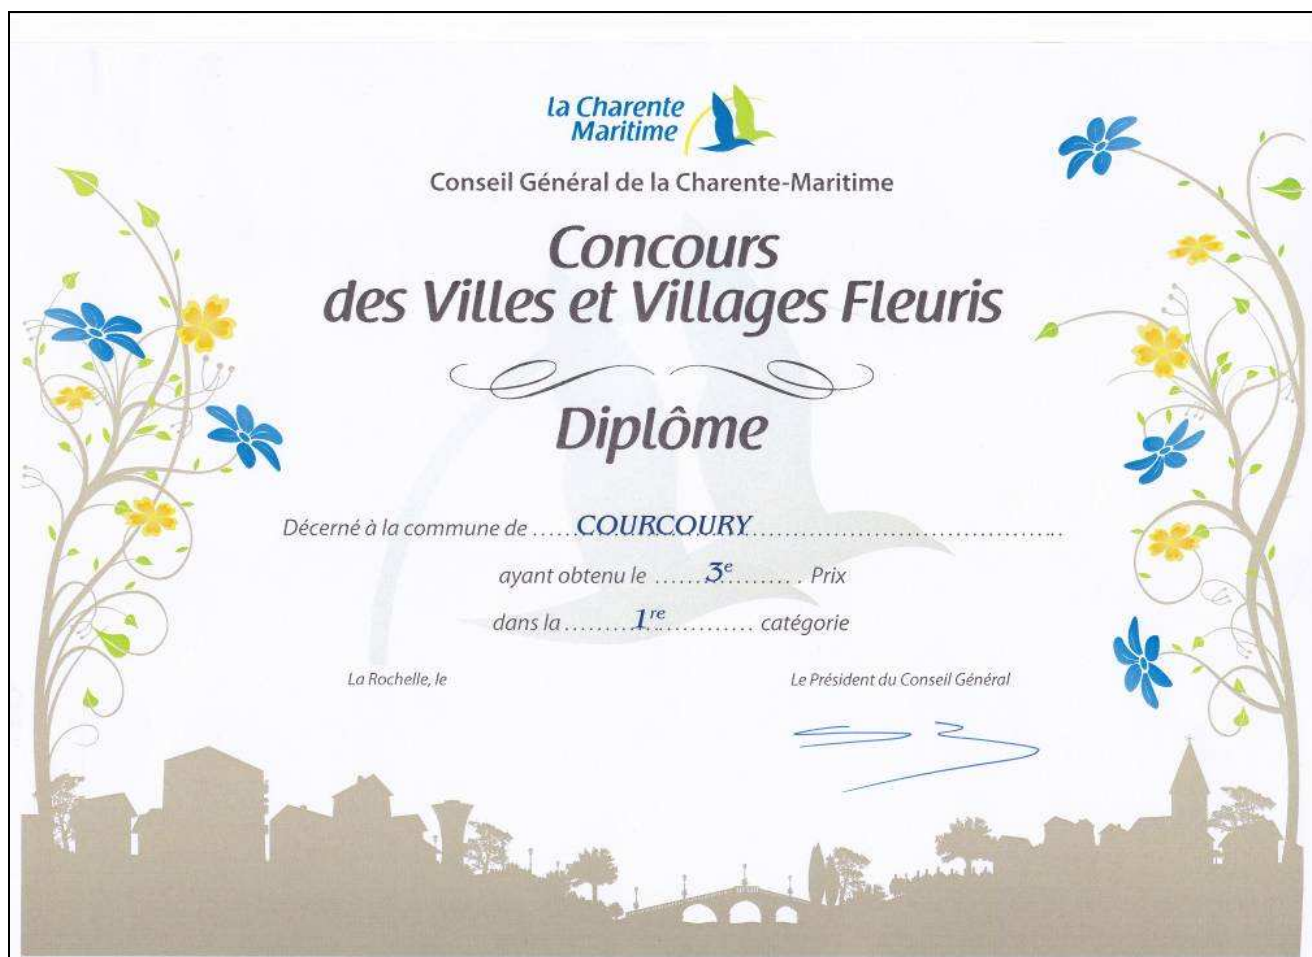 la Charente
Maritime
Conseil Général de la Charente-Maritime
Concours
des Villes et Villages Fleuris
Diplôme
Décerné à la commune de ...... COURCOURY ..............................
ayant obtenu le ...... 3e .......... Prix
dans la .......... 1re ............ catégorie
La Rochelle, le
Le Président du Conseil Général